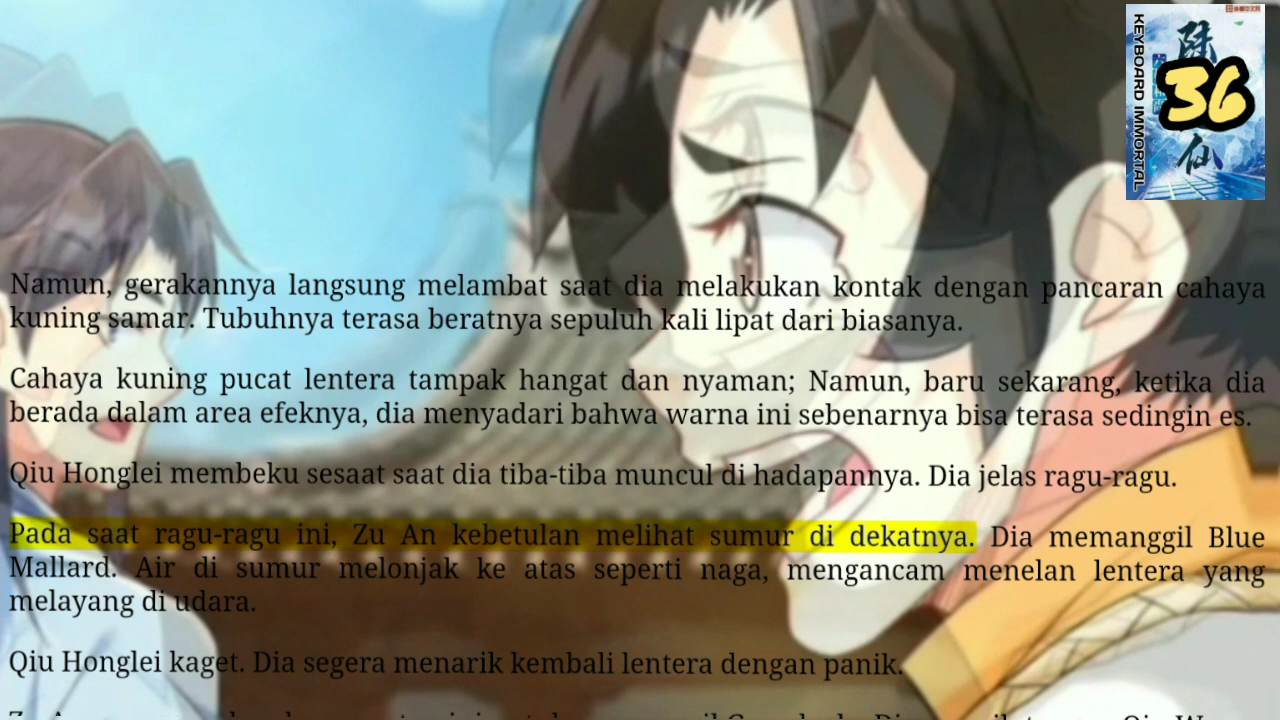 陸
KEYBOARD IMMORTAL
36
仙
Namun, gerakannya langsung melambat saat dia melakukan kontak dengan pancaran cahaya
kuning samar. Tubuhnya terasa beratnya sepuluh kali lipat dari biasanya.
Cahaya kuning pucat lentera tampak hangat dan nyaman; Namun, baru sekarang, ketika dia
berada dalam area efeknya, dia menyadari bahwa warna ini sebenarnya bisa terasa sedingin es.
Qiu Honglei membeku sesaat saat dia tiba-tiba muncul di hadapannya. Dia jelas ragu-ragu.
Pada saat ragu-ragu ini, Zu An kebetulan melihat sumur di dekatnya. Dia memanggil Blue
Mallard. Air di sumur melonjak ke atas seperti naga, mengancam menelan lentera yang
melayang di udara.
Qiu Honglei kaget. Dia segera menarik kembali lentera dengan panik.